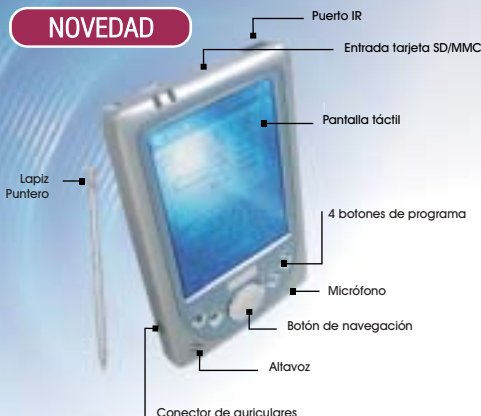 NOVEDAD
Puerto IR
Entrada tarjeta SD/MMC
Pantalla táctil
Lapiz
Puntero
4 botones de programa
Micrófono
Botón de navegación
Altavoz
Conector de auriculares